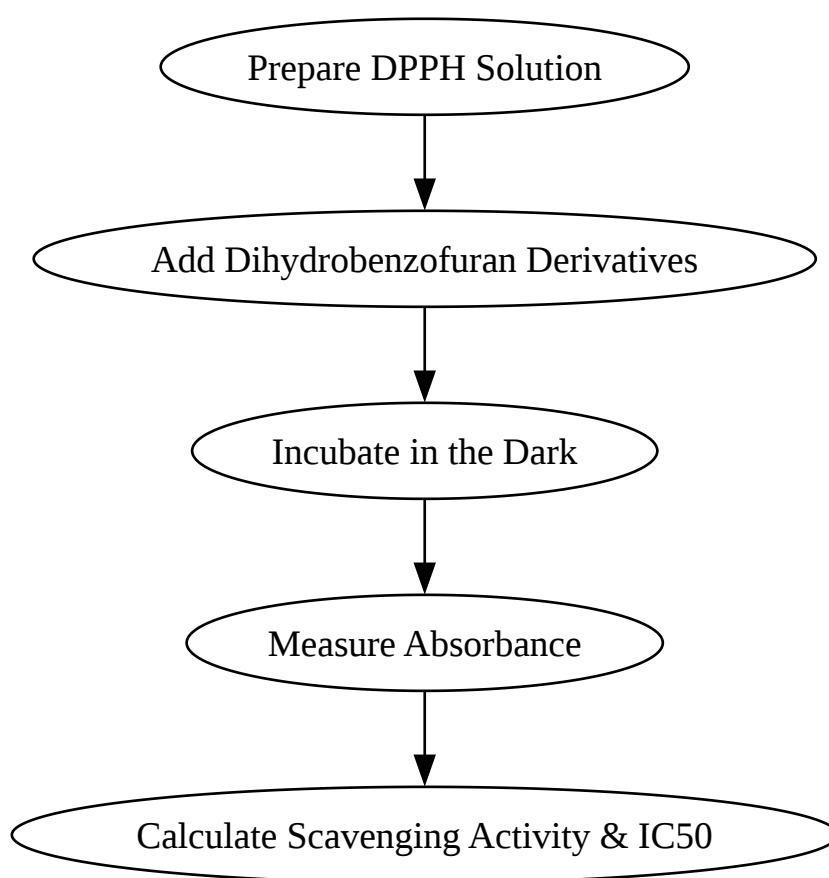 Prepare DPPH Solution
Add Dihydrobenzofuran Derivatives
Incubate in the Dark
Measure Absorbance
Calculate Scavenging Activity & IC50